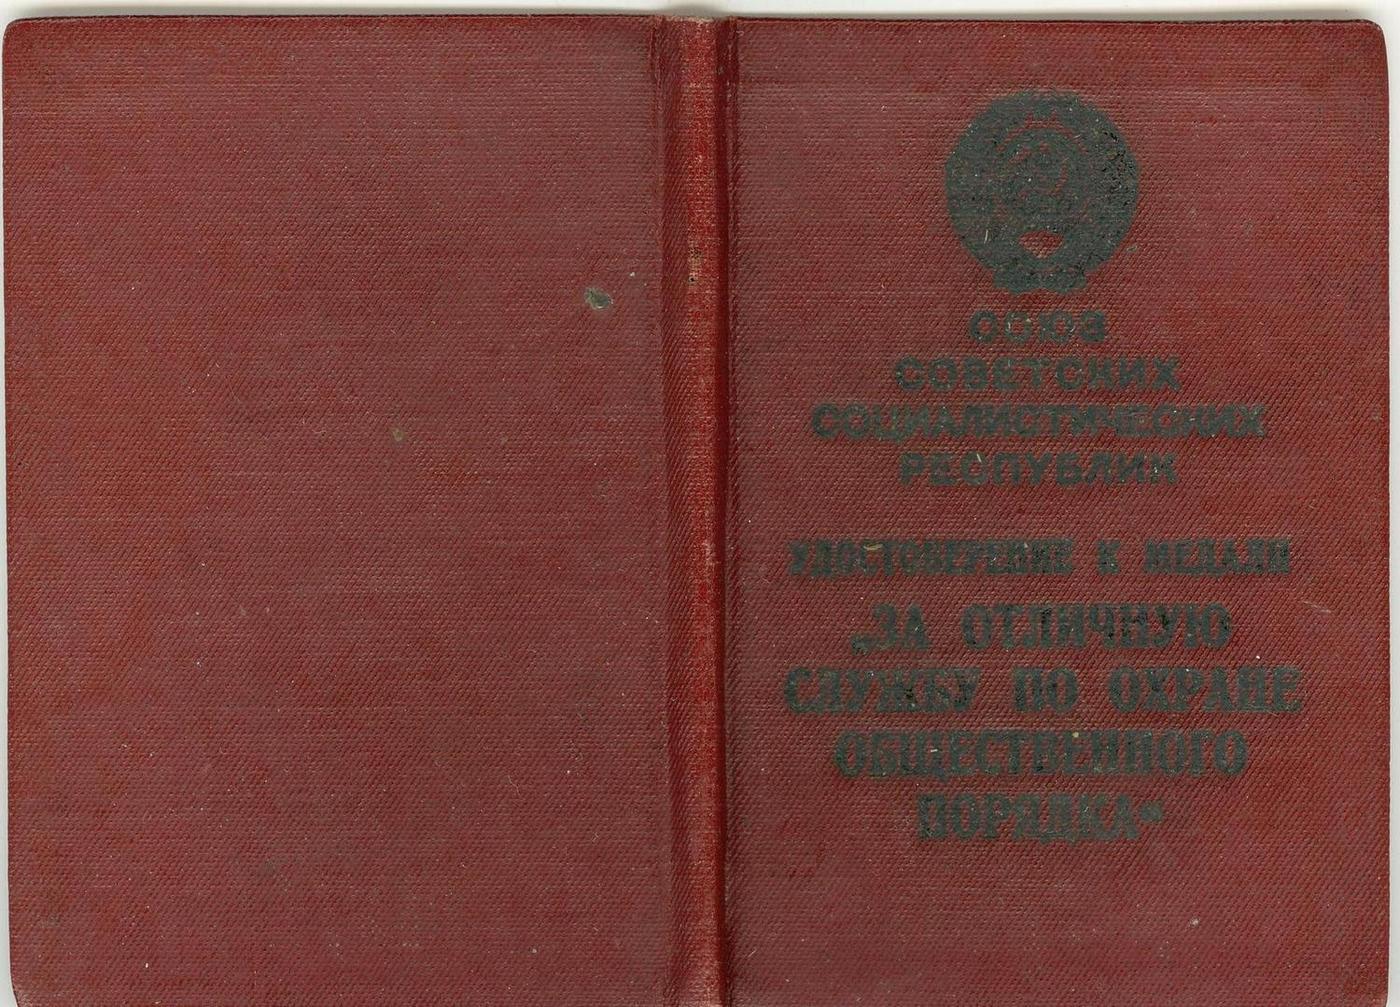 СОЮЗ
СОВЕТСКИХ
СОЦИАЛИСТИЧЕСКИХ
РЕСПУБЛИК
УДОСТОВЕРЕНИЕ К МЕДАЛИ
„ЗА ОТЛИЧНУЮ
СЛУЖБУ ПО ОХРАНЕ
ОБЩЕСТВЕННОГО
ПОРЯДКА“